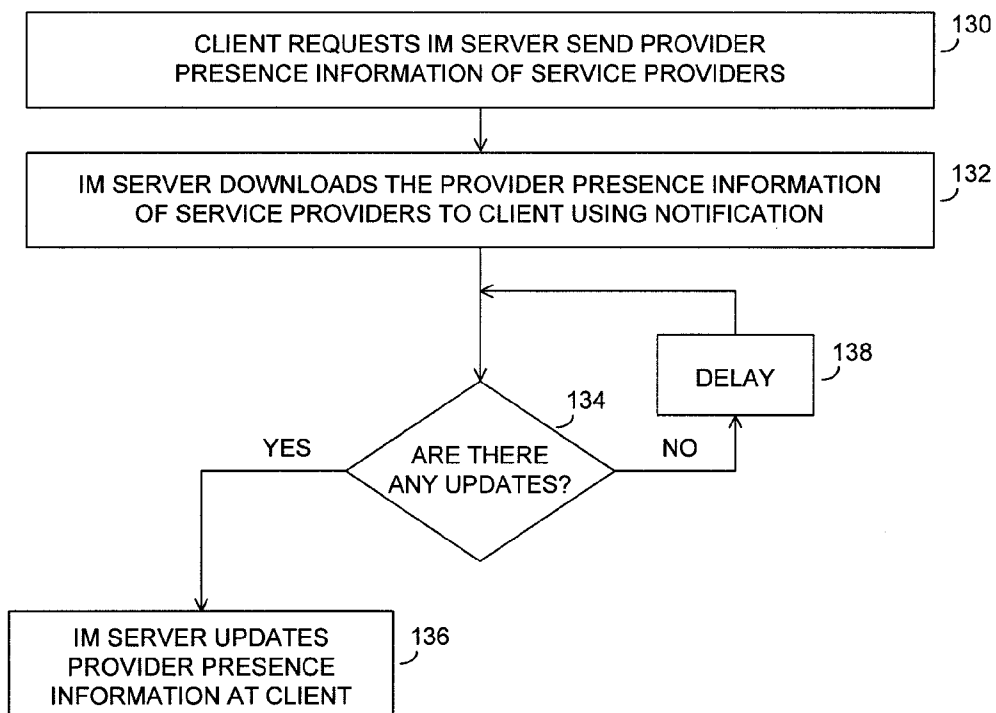 CLIENT REQUESTS IM SERVER SEND PROVIDER
PRESENCE INFORMATION OF SERVICE PROVIDERS
130
IM SERVER DOWNLOADS THE PROVIDER PRESENCE INFORMATION
OF SERVICE PROVIDERS TO CLIENT USING NOTIFICATION
132
DELAY
138
134
YES
ARE THERE
ANY UPDATES?
NO
IM SERVER UPDATES
PROVIDER PRESENCE
INFORMATION AT CLIENT
136